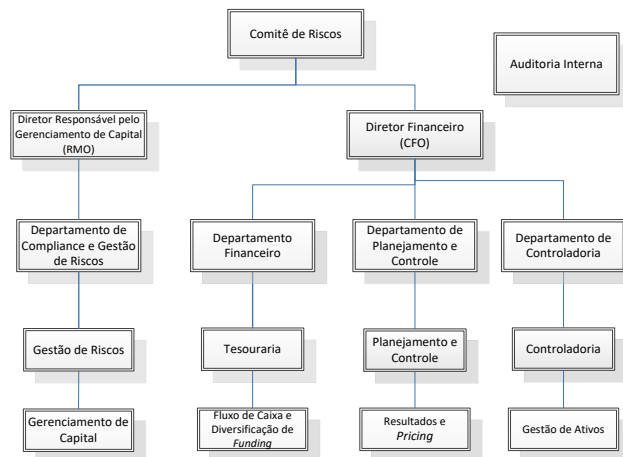 Comitê de Riscos
Auditoria Interna
Diretor Responsável pelo
Gerenciamento de Capital
(RMO)
Diretor Financeiro
(CFO)
Departamento de
Compliance e Gestão
de Riscos
Departamento
Financeiro
Departamento de
Planejamento e
Controle
Departamento de
Controladoria
Gestão de Riscos
Tesouraria
Planejamento e
Controle
Controladoria
Gerenciamento de
Capital
Fluxo de Caixa e
Diversificação de
Funding
Resultados e
Pricing
Gestão de Ativos